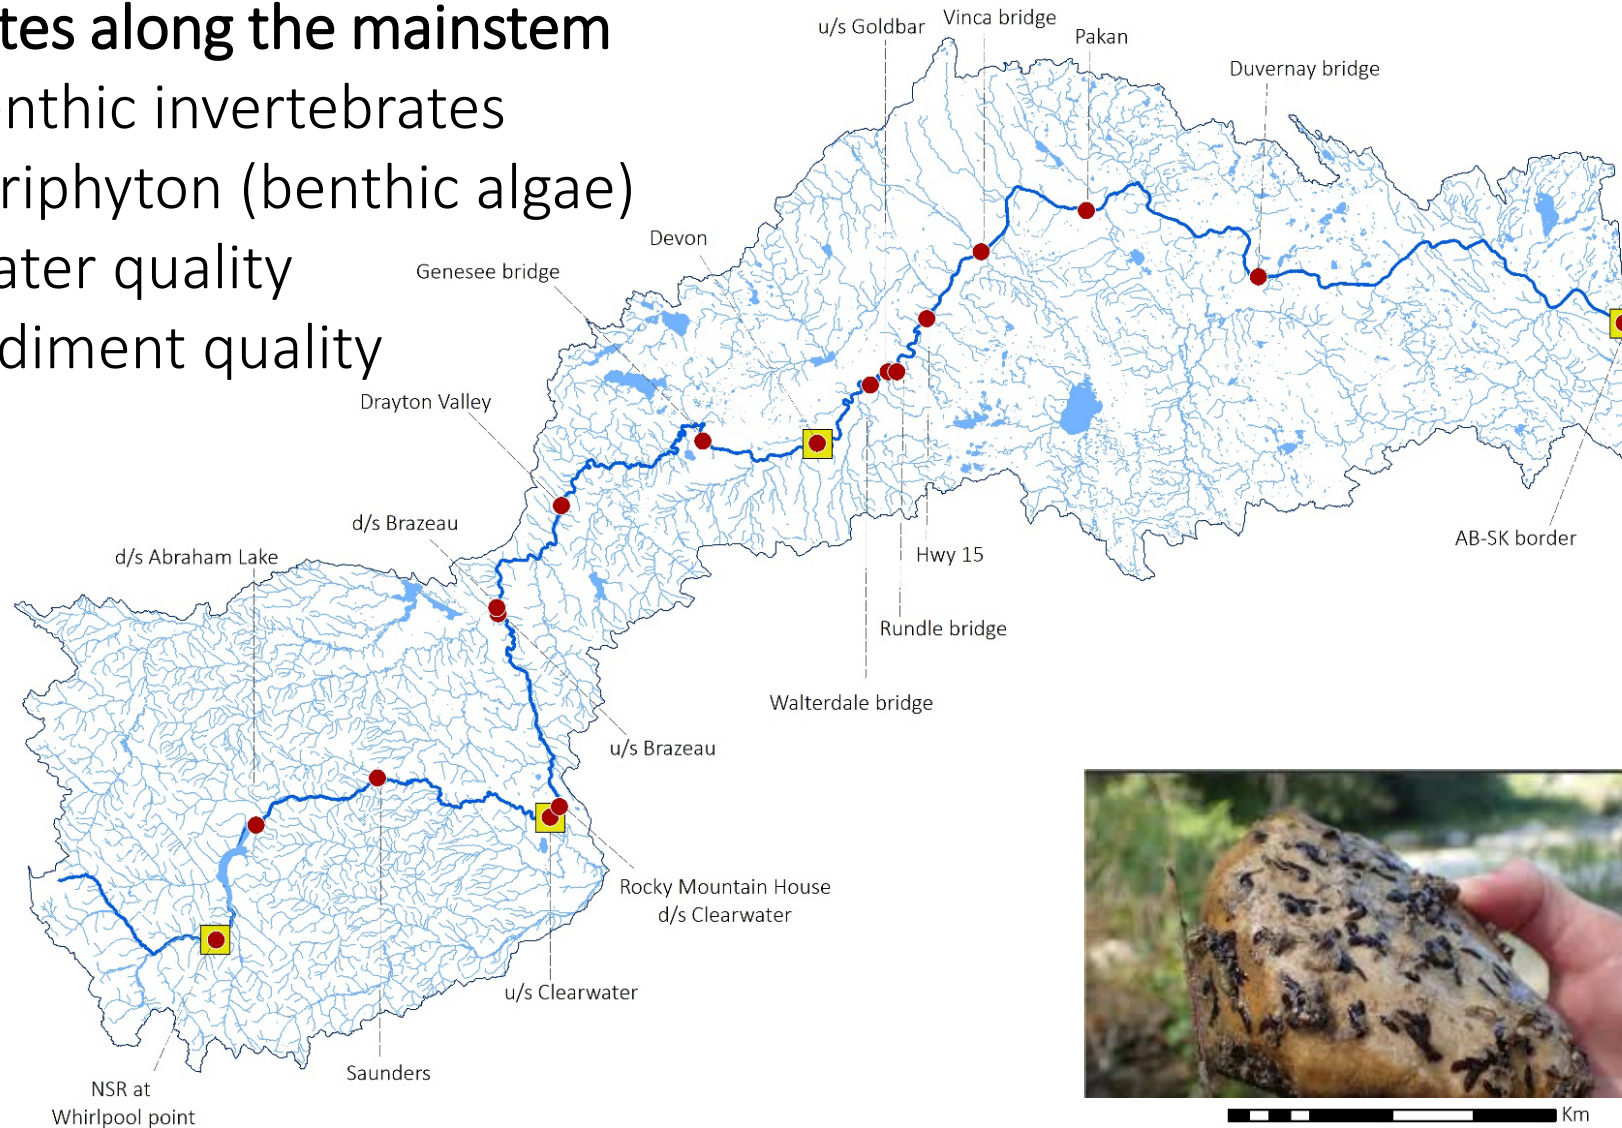 tes along the mainstem
nthic invertebrates
riphyton (benthic algae)
ater quality
diment quality
u/s Goldbar
Vinca bridge
Pakan
Duvernay bridge
Devon
Genesee bridge
Drayton Valley
d/s Brazeau
d/s Abraham Lake
AB-SK border
Hwy 15
Rundle bridge
Walterdale bridge
u/s Brazeau
Rocky Mountain House
d/s Clearwater
u/s Clearwater
Saunders
NSR at
Whirlpool point
Km